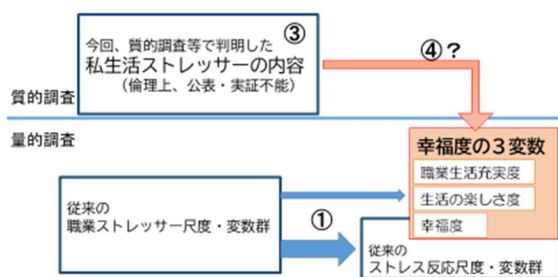 今回、質的調査等で判明した ③
私生活ストレッサーの内容
(倫理上、公表・実証不能)
④?
質的調査
量的調査
幸福度の3変数
職業生活充実度
生活の楽しさ度
幸福度
従来の
職業ストレッサー尺度・変数群
①
従来の
ストレス反応尺度・変数群